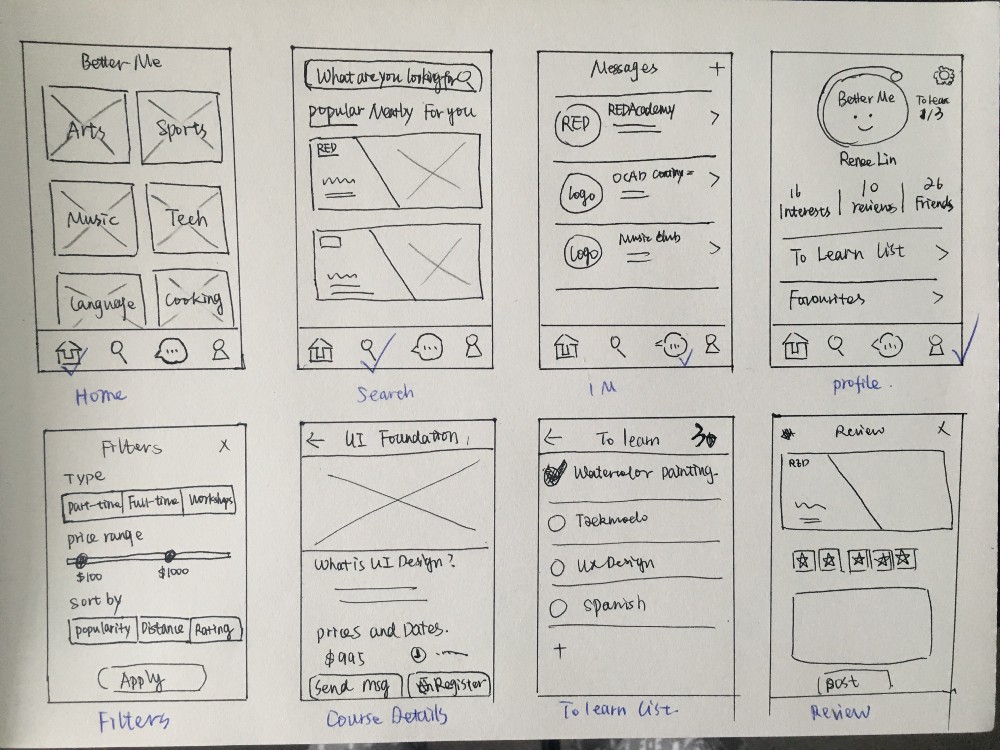 Better Me
Arts Sports
Music Tech
Language Cooking
Home
What are you looking for
popular Nearby For you
RED
Search
Messages +
RED REDAcademy
logo OCAD
logo Music Club
IM
Better Me
To Learn
1/3
Renee Lin
16 10 26
Interests reviews Friends
To Learn List
Favourites
profile.
Filters X
Type
part-time Full-time Workshops
price range
$100 $1000
Sort by
popularity Distance Rating
Apply
Filters
UI Foundation
What is UI Design?
prices and Dates.
$995
Send msg Register
Course Details
To learn
Watercolor painting
Taekmodo
UX Design
Spanish
+
To learn List
Review X
RED
post
Review